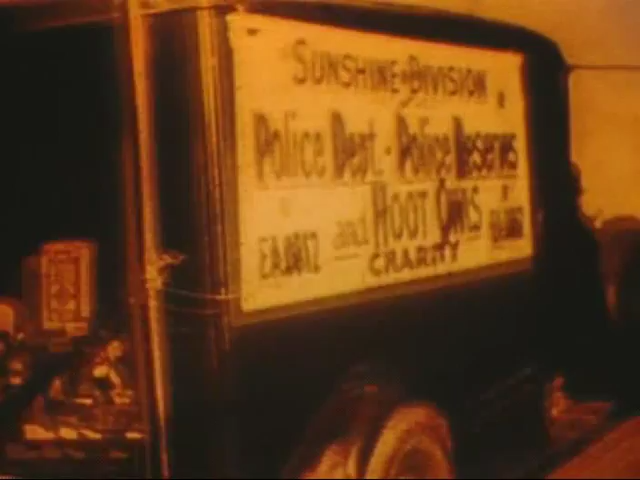 SUNSHINE-DIVISION
Police Dept. - Police Reserves
and HOOT OWLS
CHARITY